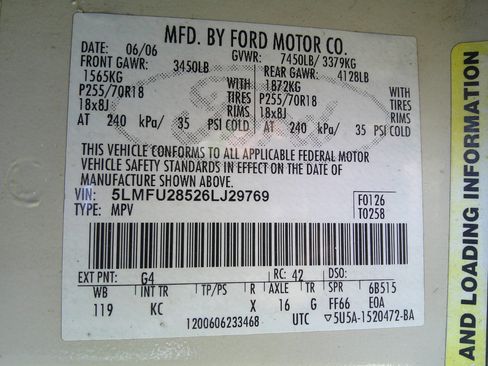 MFD. BY FORD MOTOR CO.
DATE: 06/06 GVWR: 7450LB/ 3379KG
FRONT GAWR: 3450LB REAR GAWR: 4128LB
1565KG WITH 1872KG WITH
P255/70R18 TIRES P255/70R18 TIRES
18x8J RIMS 18x8J RIMS
AT 240 kPa/ 35 PSI COLD AT 240 kPa/ 35 PSI COLD
THIS VEHICLE CONFORMS TO ALL APPLICABLE FEDERAL MOTOR
VEHICLE SAFETY STANDARDS IN EFFECT ON THE DATE OF
MANUFACTURE SHOWN ABOVE.
VIN: 5LMFU28526LJ29769 F0126
TYPE: MPV T0258
EXT PNT: G4 RC: 42 DSO:
WB INT TR TP/PS R AXLE TR SPR 6B515
119 KC X 16 G FF66 E0A
1200606233468 UTC ▽5U5A-1520472-BA
AND LOADING INFORMATION